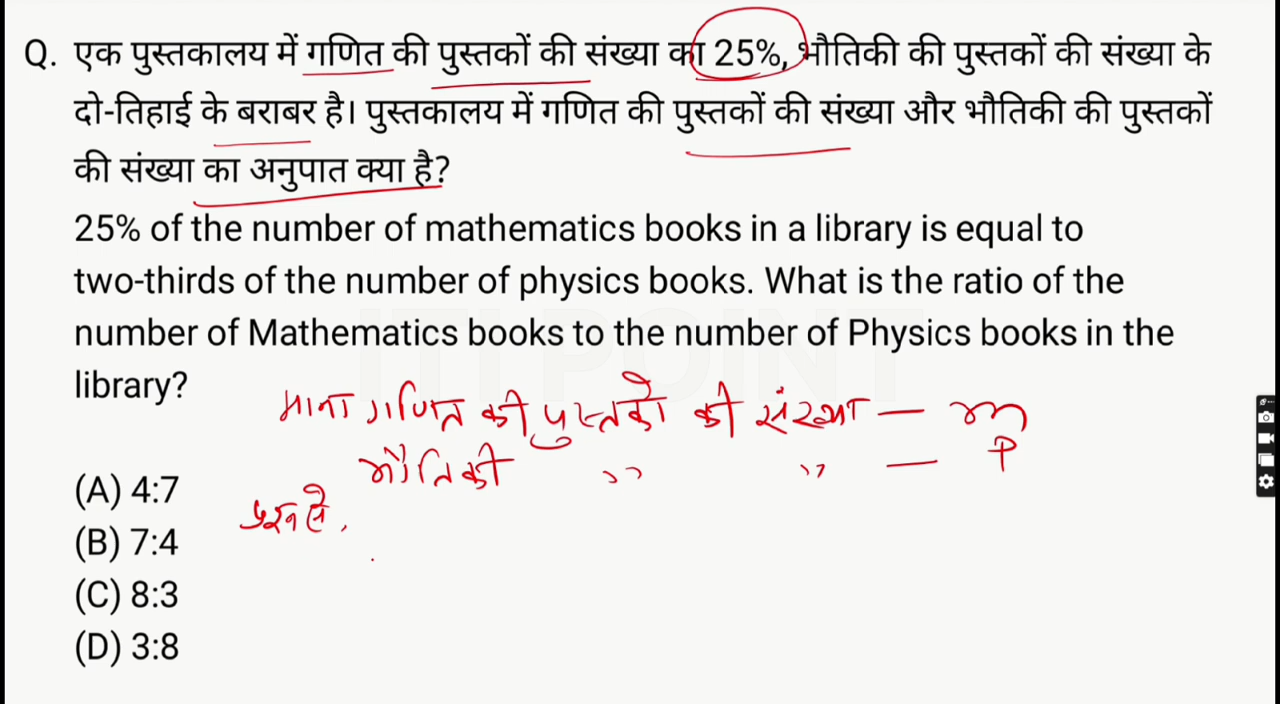 Q. एक पुस्तकालय में गणित की पुस्तकों की संख्या का 25%, भौतिकी की पुस्तकों की संख्या के
दो-तिहाई के बराबर है। पुस्तकालय में गणित की पुस्तकों की संख्या और भौतिकी की पुस्तकों
की संख्या का अनुपात क्या है?
25% of the number of mathematics books in a library is equal to
two-thirds of the number of physics books. What is the ratio of the
number of Mathematics books to the number of Physics books in the
library?
माना गणित की पुस्तकों की संख्या — m
भौतिकी ,, ,, — P
प्रश्न से,
(A) 4:7
(B) 7:4
(C) 8:3
(D) 3:8
ITI POINT